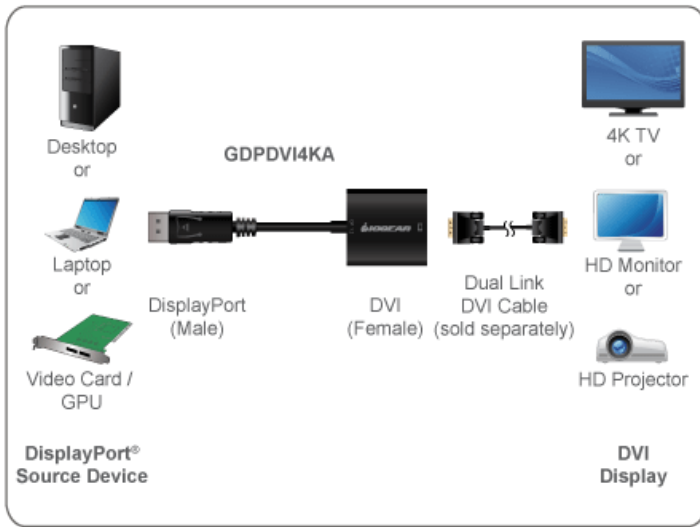 Desktop
or
Laptop
or
Video Card /
GPU
DisplayPort®
Source Device
GDPDVI4KA
IOGEAR
DisplayPort
(Male)
DVI
(Female)
Dual Link
DVI Cable
(sold separately)
4K TV
or
HD Monitor
or
HD Projector
DVI
Display